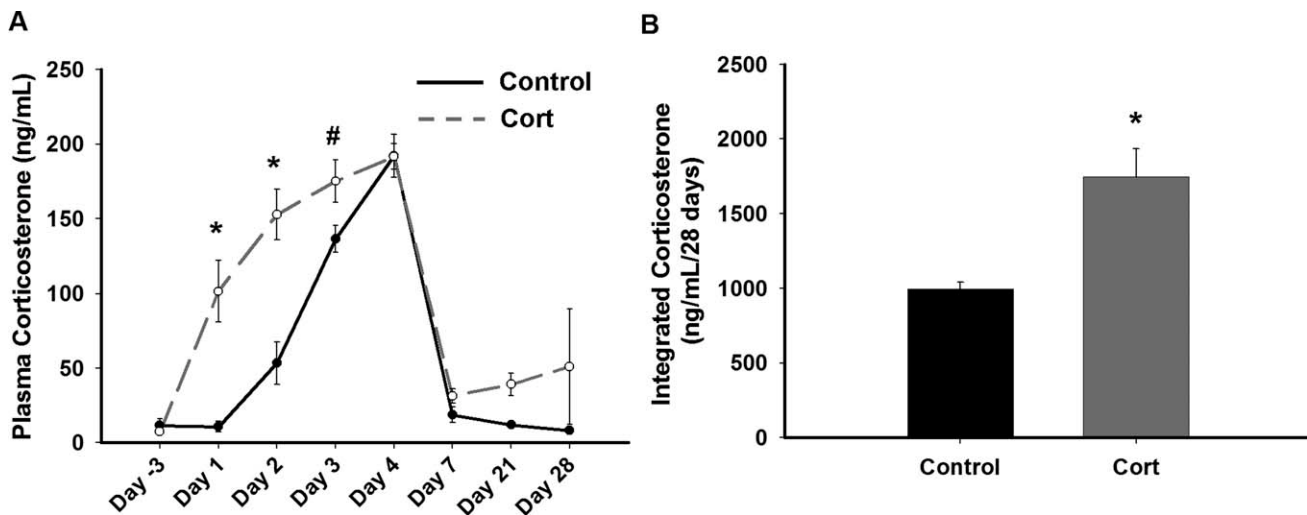 A
Plasma Corticosterone (ng/mL)
250
200
150
100
50
0
Control
Cort
*
*
#
Day -3
Day 1
Day 2
Day 3
Day 4
Day 7
Day 21
Day 28
B
Integrated Corticosterone
(ng/mL/28 days)
2500
2000
1500
1000
500
0
*
Control
Cort